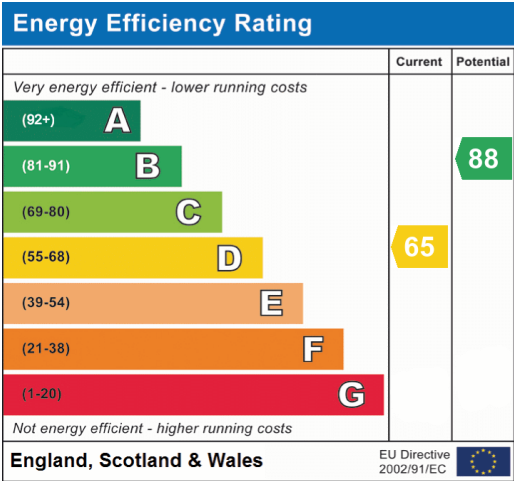 Energy Efficiency Rating
Current Potential
Very energy efficient - lower running costs
(92+) A
(81-91) B
88
(69-80) C
(55-68) D
65
(39-54) E
(21-38) F
(1-20) G
Not energy efficient - higher running costs
England, Scotland & Wales
EU Directive
2002/91/EC